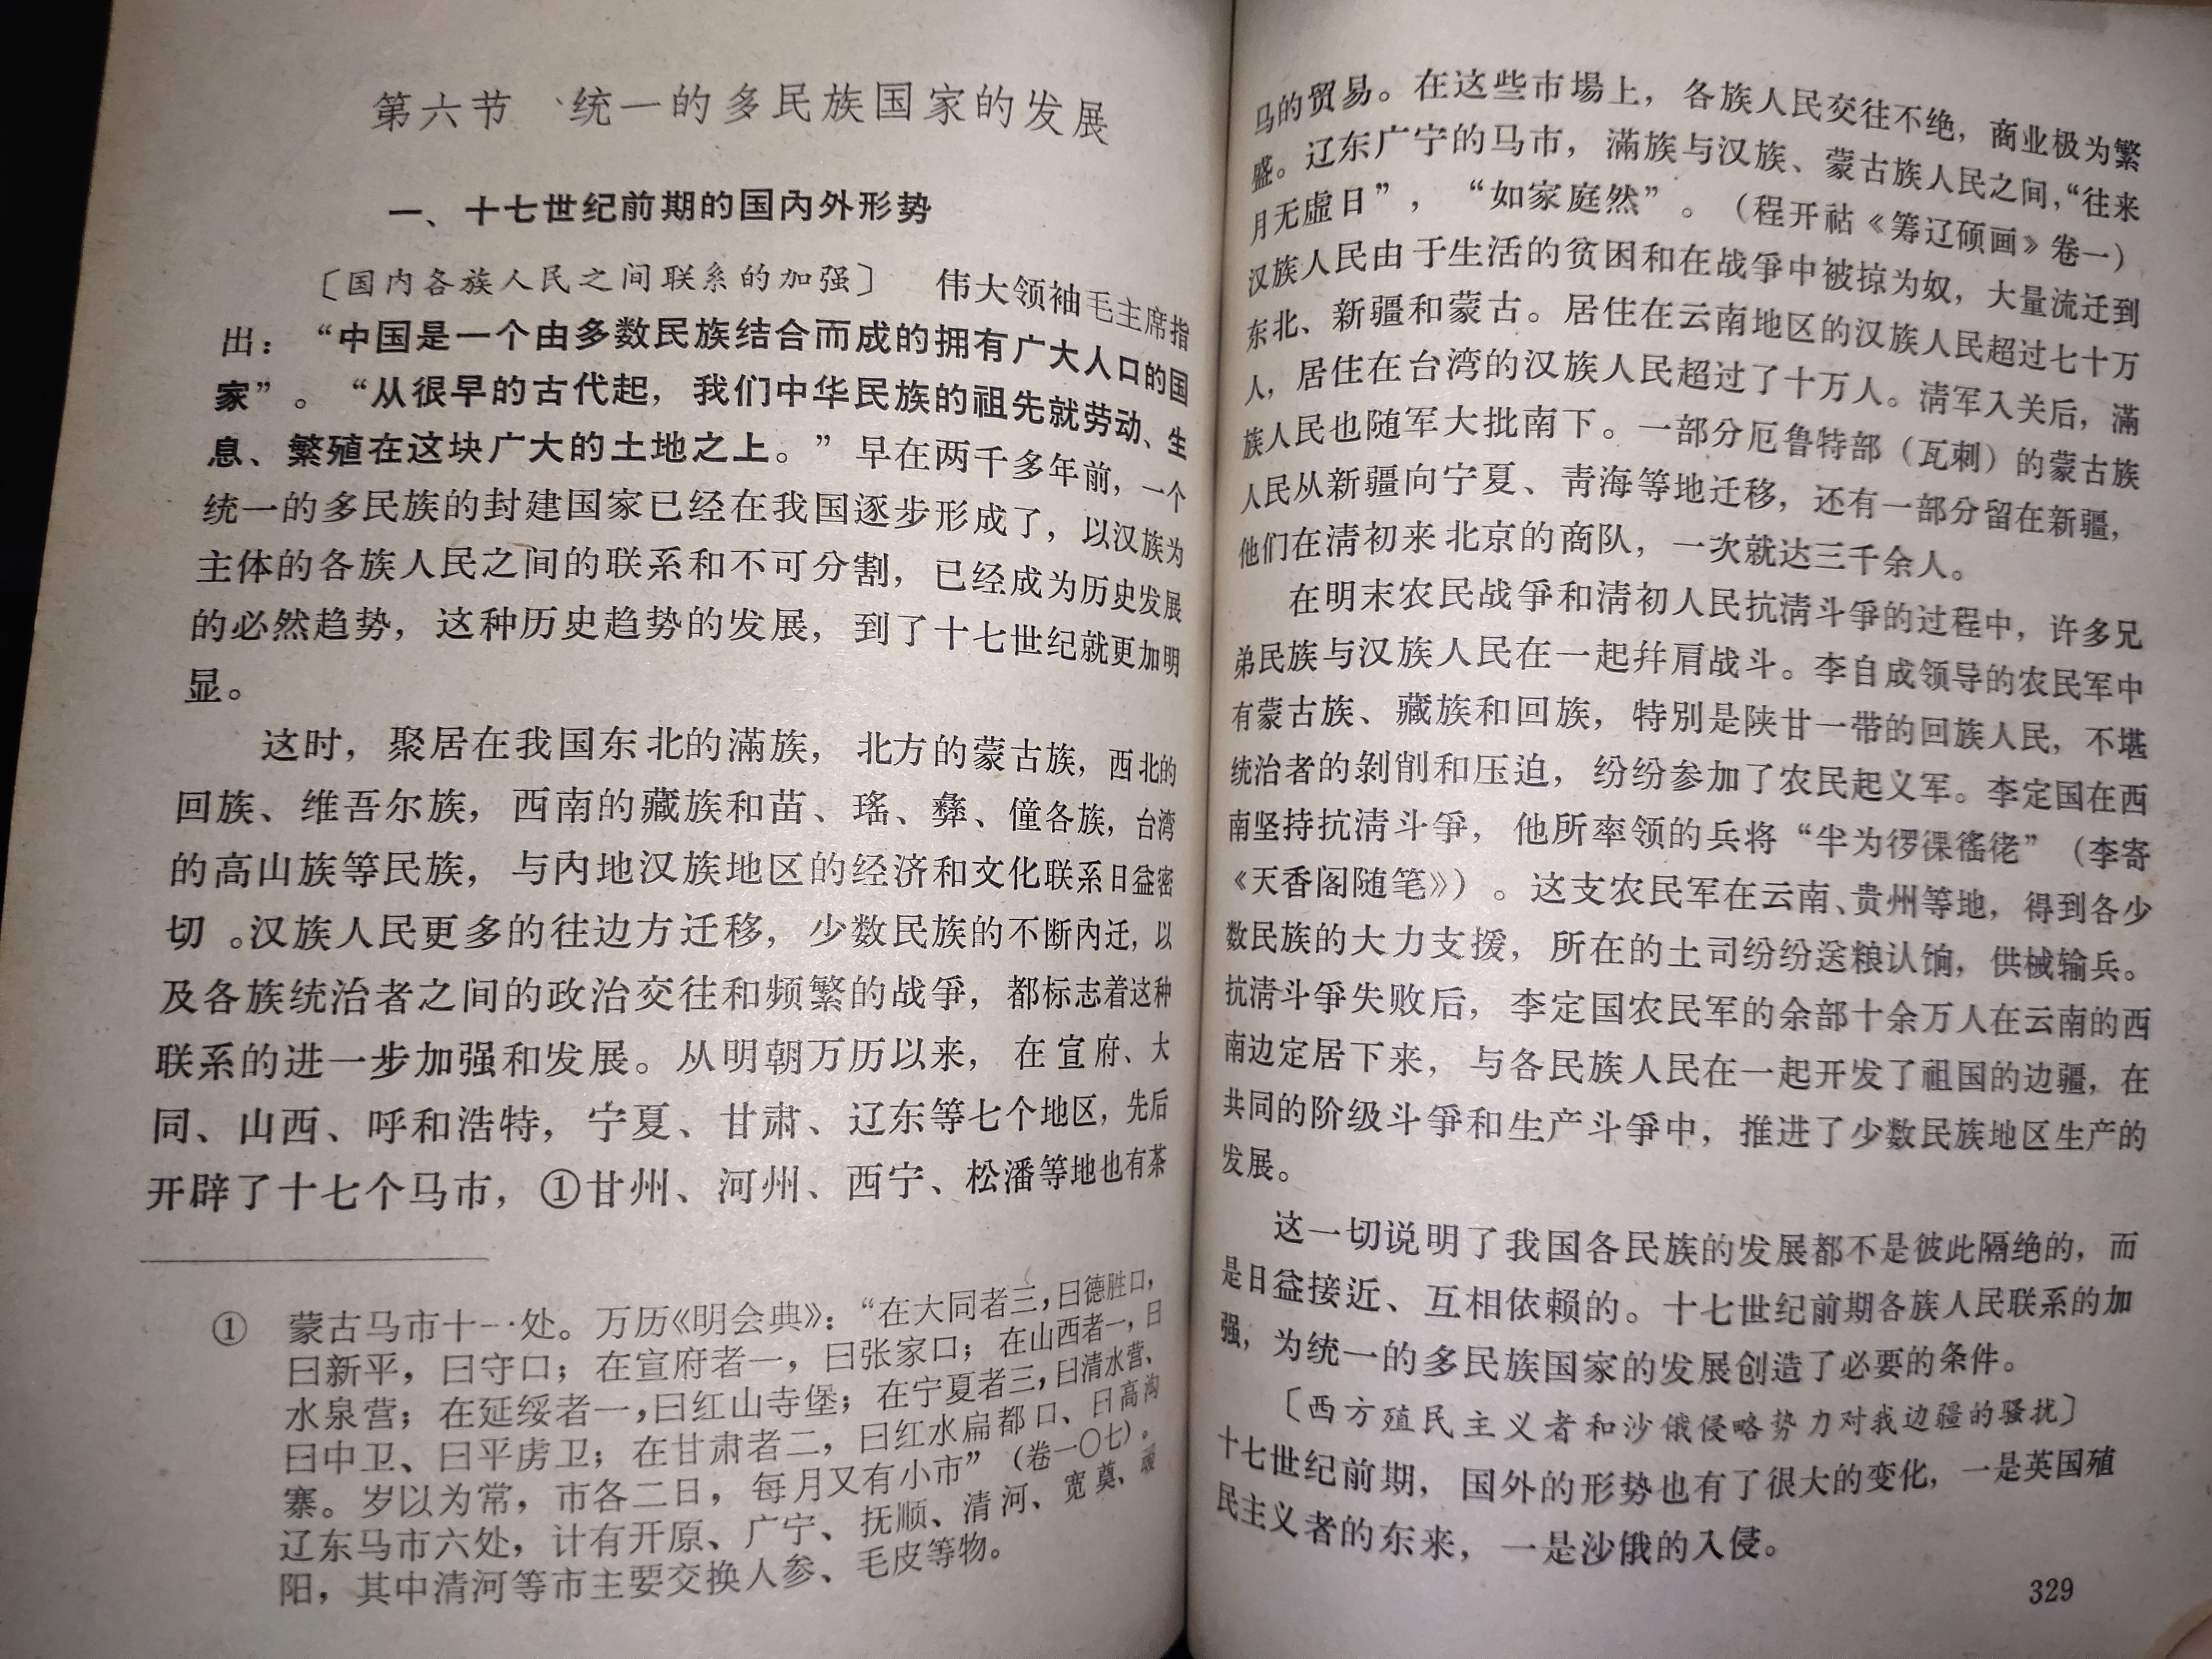 第六节 统一的多民族国家的发展
一、十七世纪前期的国內外形势
〔国内各族人民之间联系的加强〕 伟大领袖毛主席指
出：“中国是一个由多数民族结合而成的拥有广大人口的国
家”。“从很早的古代起，我们中华民族的祖先就劳动、生
息、繁殖在这块广大的土地之上。”早在两千多年前，一个
统一的多民族的封建国家已经在我国逐步形成了，以汉族为
主体的各族人民之间的联系和不可分割，已经成为历史发展
的必然趋势，这种历史趋势的发展，到了十七世纪就更加明
显。
这时，聚居在我国东北的滿族，北方的蒙古族，西北的
回族、维吾尔族，西南的藏族和苗、瑤、彝、僮各族，台湾
的高山族等民族，与內地汉族地区的经济和文化联系日益密
切。汉族人民更多的往边方迁移，少数民族的不断內迁，以
及各族统治者之间的政治交往和频繁的战爭，都标志着这种
联系的进一步加强和发展。从明朝万历以来，在宣府、大
同、山西、呼和浩特，宁夏、甘肃、辽东等七个地区，先后
开辟了十七个马市，①甘州、河州、西宁、松潘等地也有茶
① 蒙古马市十一处。万历《明会典》：“在大同者三，曰德胜口，
曰新平，曰守口；在宣府者一，曰张家口；在山西者一，曰
水泉营；在延绥者一，曰红山寺堡；在宁夏者三，曰清水营、
曰中卫、曰平虏卫；在甘肃者二，曰红水扁都口、曰高沟
寨。岁以为常，市各二日，每月又有小市”（卷一〇七）。
辽东马市六处，计有开原、广宁、抚顺、清河、宽奠、叆
阳，其中清河等市主要交换人参、毛皮等物。
马的贸易。在这些市場上，各族人民交往不绝，商业极为繁
盛。辽东广宁的马市，滿族与汉族、蒙古族人民之间，“往来
月无虚日”，“如家庭然”。（程开祜《筹辽硕画》卷一）
汉族人民由于生活的贫困和在战爭中被掠为奴，大量流迁到
东北、新疆和蒙古。居住在云南地区的汉族人民超过七十万
人，居住在台湾的汉族人民超过了十万人。淸军入关后，滿
族人民也随军大批南下。一部分厄鲁特部（瓦刺）的蒙古族
人民从新疆向宁夏、靑海等地迁移，还有一部分留在新疆，
他们在淸初来北京的商队，一次就达三千余人。
在明末农民战爭和淸初人民抗淸斗爭的过程中，许多兄
弟民族与汉族人民在一起幷肩战斗。李自成领导的农民军中
有蒙古族、藏族和回族，特別是陕甘一带的回族人民，不堪
统治者的剝削和压迫，纷纷参加了农民起义军。李定国在西
南坚持抗淸斗爭，他所率领的兵将“半为㺒猓徭狫”（李寄
《天香阁随笔》）。这支农民军在云南、贵州等地，得到各少
数民族的大力支援，所在的土司纷纷送粮认饷，供械输兵。
抗淸斗爭失败后，李定国农民军的余部十余万人在云南的西
南边定居下来，与各民族人民在一起开发了祖国的边疆，在
共同的阶级斗爭和生产斗爭中，推进了少数民族地区生产的
发展。
这一切说明了我国各民族的发展都不是彼此隔绝的，而
是日益接近、互相依赖的。十七世纪前期各族人民联系的加
强，为统一的多民族国家的发展创造了必要的条件。
〔西方殖民主义者和沙俄侵略势力对我边疆的骚扰〕
十七世纪前期，国外的形势也有了很大的变化，一是英国殖
民主义者的东来，一是沙俄的入侵。
329